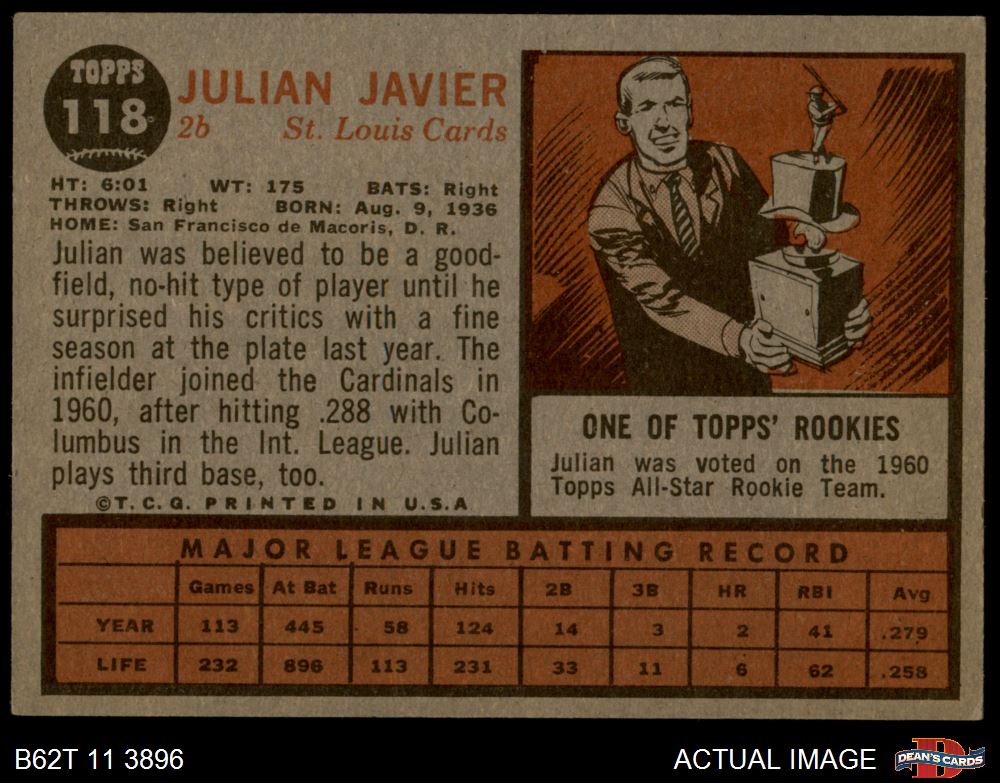 TOPPS
118
JULIAN JAVIER
2b St. Louis Cards
HT: 6:01 WT: 175 BATS: Right
THROWS: Right BORN: Aug. 9, 1936
HOME: San Francisco de Macoris, D. R.
Julian was believed to be a good-
field, no-hit type of player until he
surprised his critics with a fine
season at the plate last year. The
infielder joined the Cardinals in
1960, after hitting .288 with Co-
lumbus in the Int. League. Julian
plays third base, too.
©T.C.G. PRINTED IN U.S.A
ONE OF TOPPS' ROOKIES
Julian was voted on the 1960
Topps All-Star Rookie Team.
MAJOR LEAGUE BATTING RECORD
Games At Bat Runs Hits 2B 3B HR RBI Avg
YEAR 113 445 58 124 14 3 2 41 .279
LIFE 232 896 113 231 33 11 6 62 .258
B62T 11 3896 ACTUAL IMAGE
D
DEAN'S CARDS